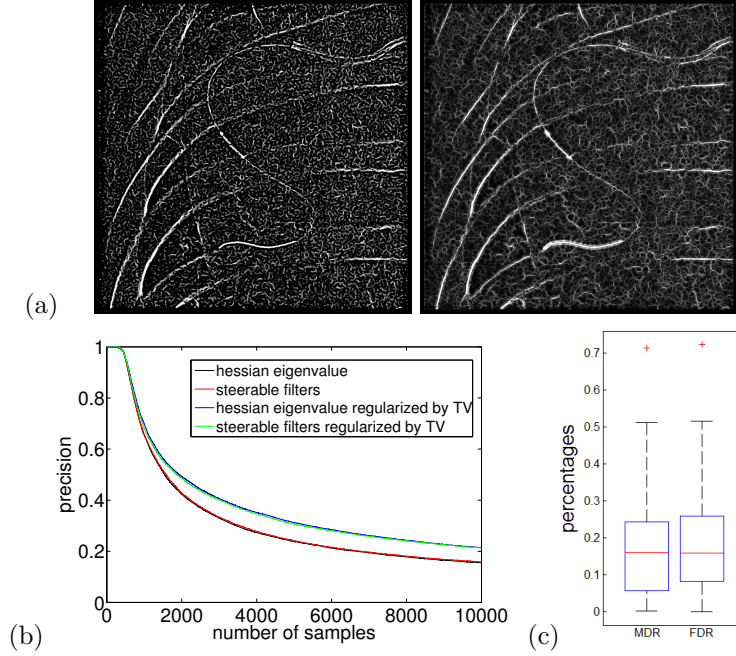 (a)
1
0.8
0.6
0.4
0.2
0
precision
hessian eigenvalue
steerable filters
hessian eigenvalue regularized by TV
steerable filters regularized by TV
0 2000 4000 6000 8000 10000
number of samples
(b)
0.7
0.6
0.5
0.4
0.3
0.2
0.1
0
percentages
MDR FDR
(c)